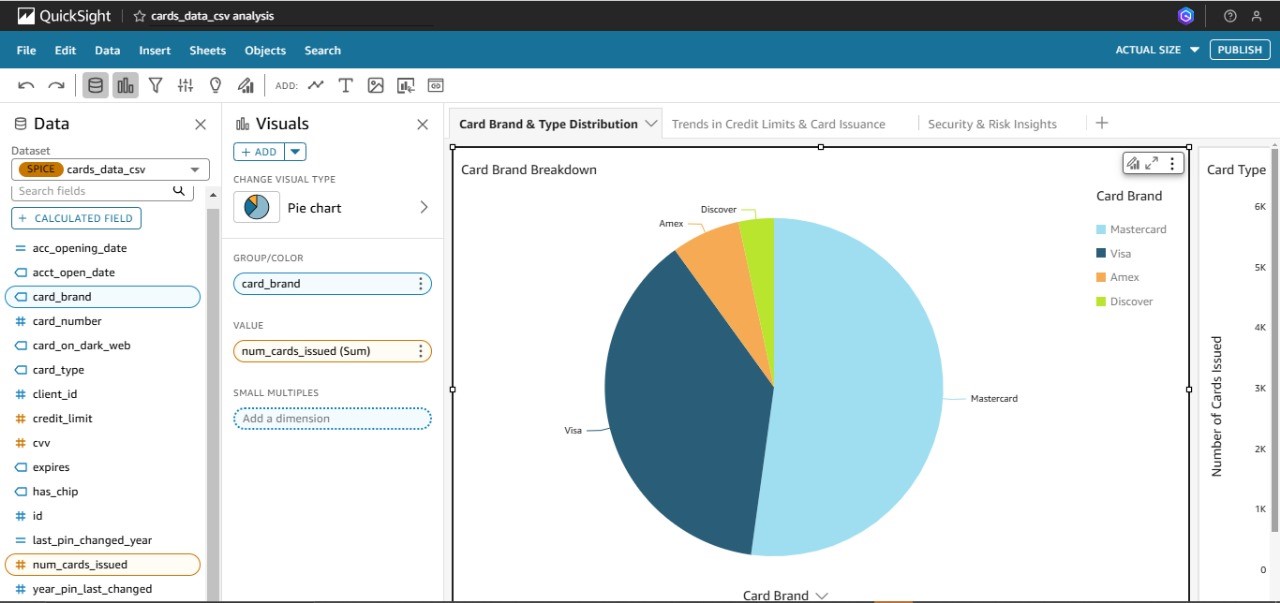 QuickSight cards_data_csv analysis
File Edit Data Insert Sheets Objects Search ACTUAL SIZE PUBLISH
ADD:
Data
Dataset
SPICE cards_data_csv
Search fields
+ CALCULATED FIELD
acc_opening_date
acct_open_date
card_brand
card_number
card_on_dark_web
card_type
client_id
credit_limit
cvv
expires
has_chip
id
last_pin_changed_year
num_cards_issued
year_pin_last_changed
Visuals
+ ADD
CHANGE VISUAL TYPE
Pie chart
GROUP/COLOR
card_brand
VALUE
num_cards_issued (Sum)
SMALL MULTIPLES
Add a dimension
Card Brand & Type Distribution Trends in Credit Limits & Card Issuance Security & Risk Insights +
Card Brand Breakdown
Discover
Amex
Visa
Mastercard
Card Brand
Card Brand
Mastercard
Visa
Amex
Discover
Card Type
Number of Cards Issued
6K
5K
4K
3K
2K
1K
0